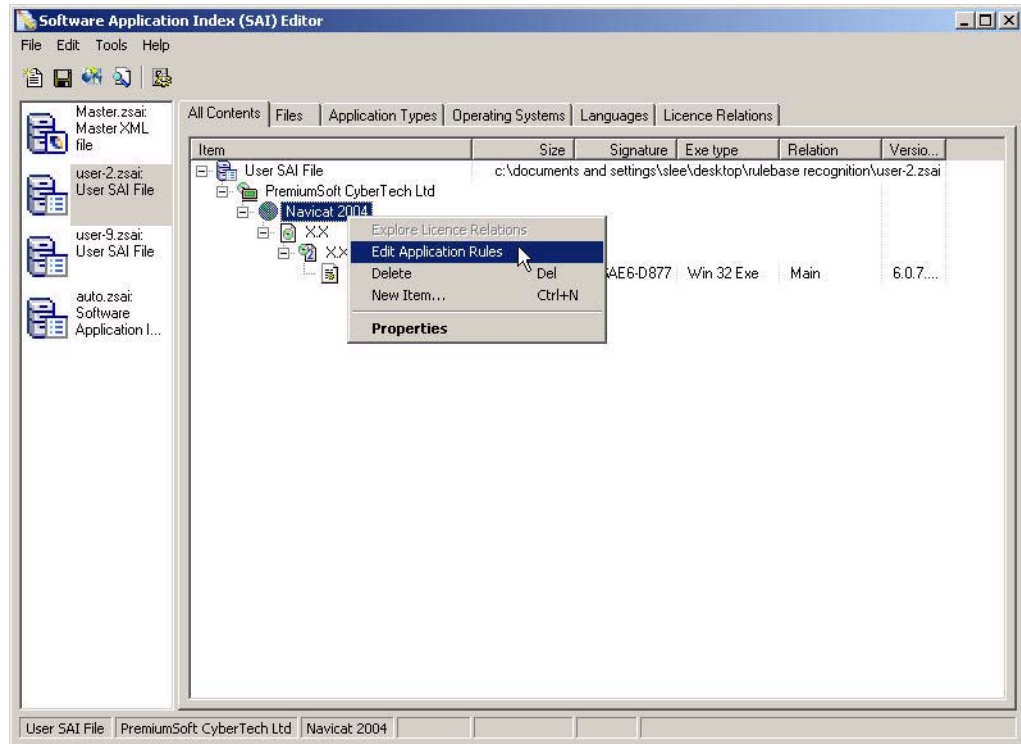 Software Application Index (SAI) Editor
File Edit Tools Help
Master.zsai:
Master XML
file
user-2.zsai:
User SAI File
user-9.zsai:
User SAI File
auto.zsai:
Software
Application I...
All Contents Files Application Types Operating Systems Languages Licence Relations
Item Size Signature Exe type Relation Versio...
User SAI File c:\documents and settings\slee\desktop\rulebase recognition\user-2.zsai
PremiumSoft CyberTech Ltd
Navicat 2004
X.X
X.X
Explore Licence Relations
Edit Application Rules
Delete Del
New Item... Ctrl+N
Properties
AE6-D877 Win 32 Exe Main 6.0.7....
User SAI File PremiumSoft CyberTech Ltd Navicat 2004